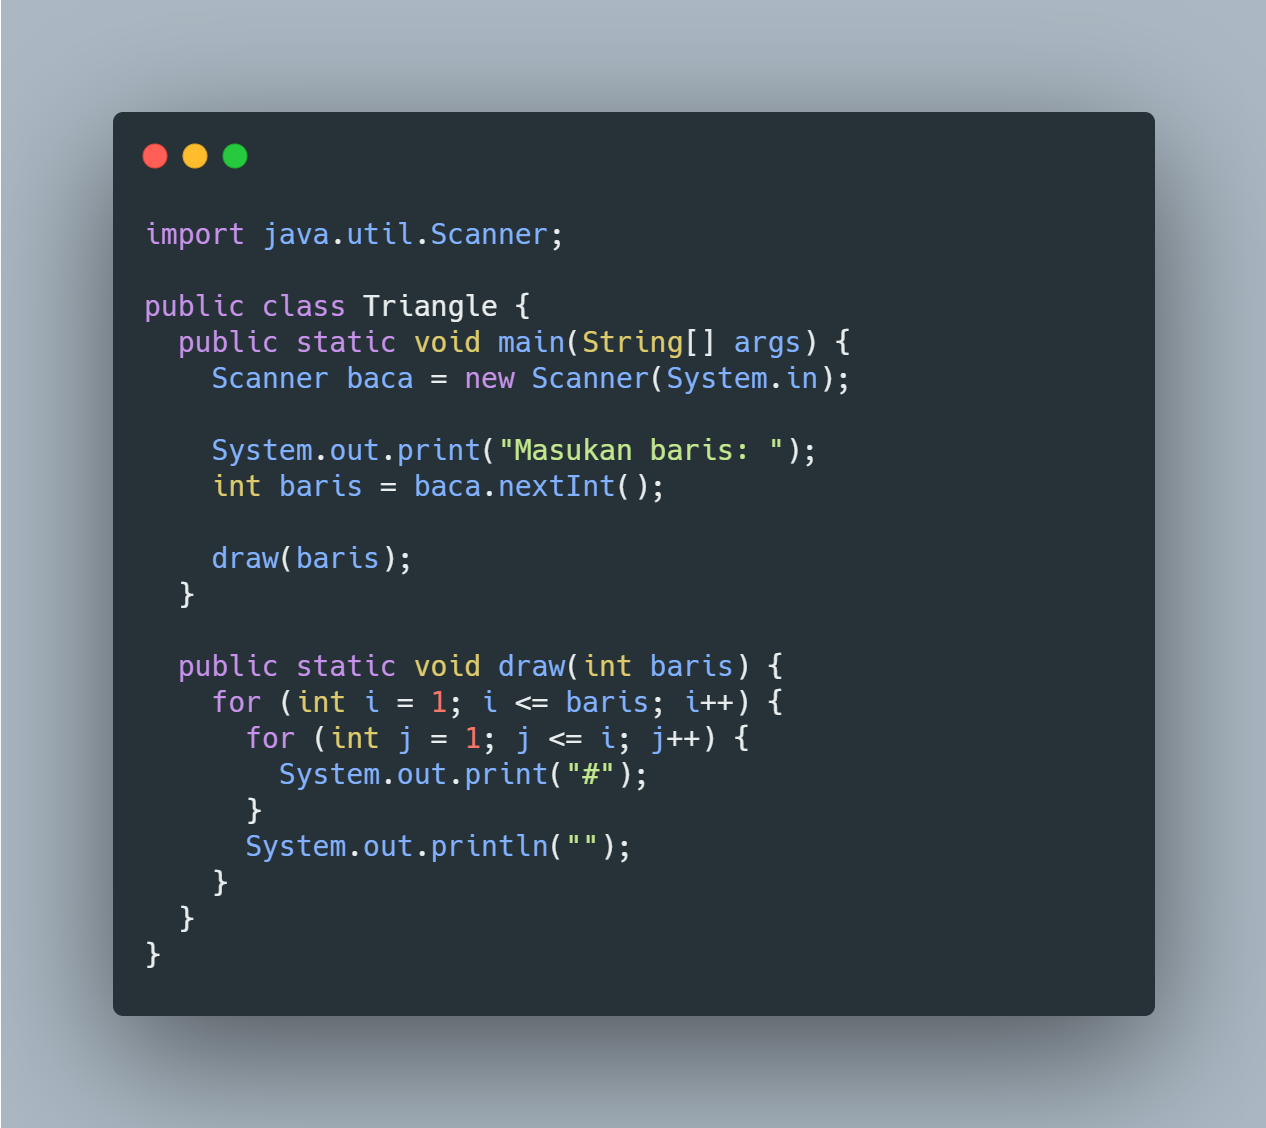 import java.util.Scanner;

public class Triangle {
  public static void main(String[] args) {
    Scanner baca = new Scanner(System.in);

    System.out.print("Masukan baris: ");
    int baris = baca.nextInt();

    draw(baris);
  }

  public static void draw(int baris) {
    for (int i = 1; i <= baris; i++) {
      for (int j = 1; j <= i; j++) {
        System.out.print("#");
      }
      System.out.println("");
    }
  }
}